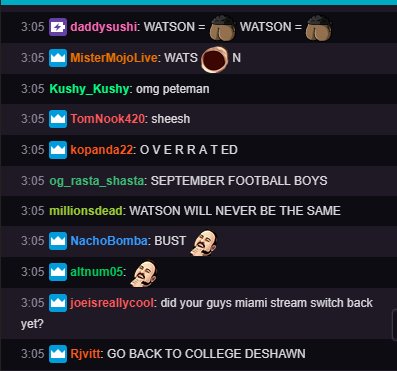 3:05 daddysushi: WATSON = WATSON =
3:05 MisterMojoLive: WATS N
3:05 Kushy_Kushy: omg peteman
3:05 TomNook420: sheesh
3:05 kopanda22: O V E R R A T ED
3:05 og_rasta_shasta: SEPTEMBER FOOTBALL BOYS
3:05 millionsdead: WATSON WILL NEVER BE THE SAME
3:05 NachoBomba: BUST
3:05 altnum05:
3:05 joeisreallycool: did your guys miami stream switch back
yet?
3:05 Rjvitt: GO BACK TO COLLEGE DESHAWN